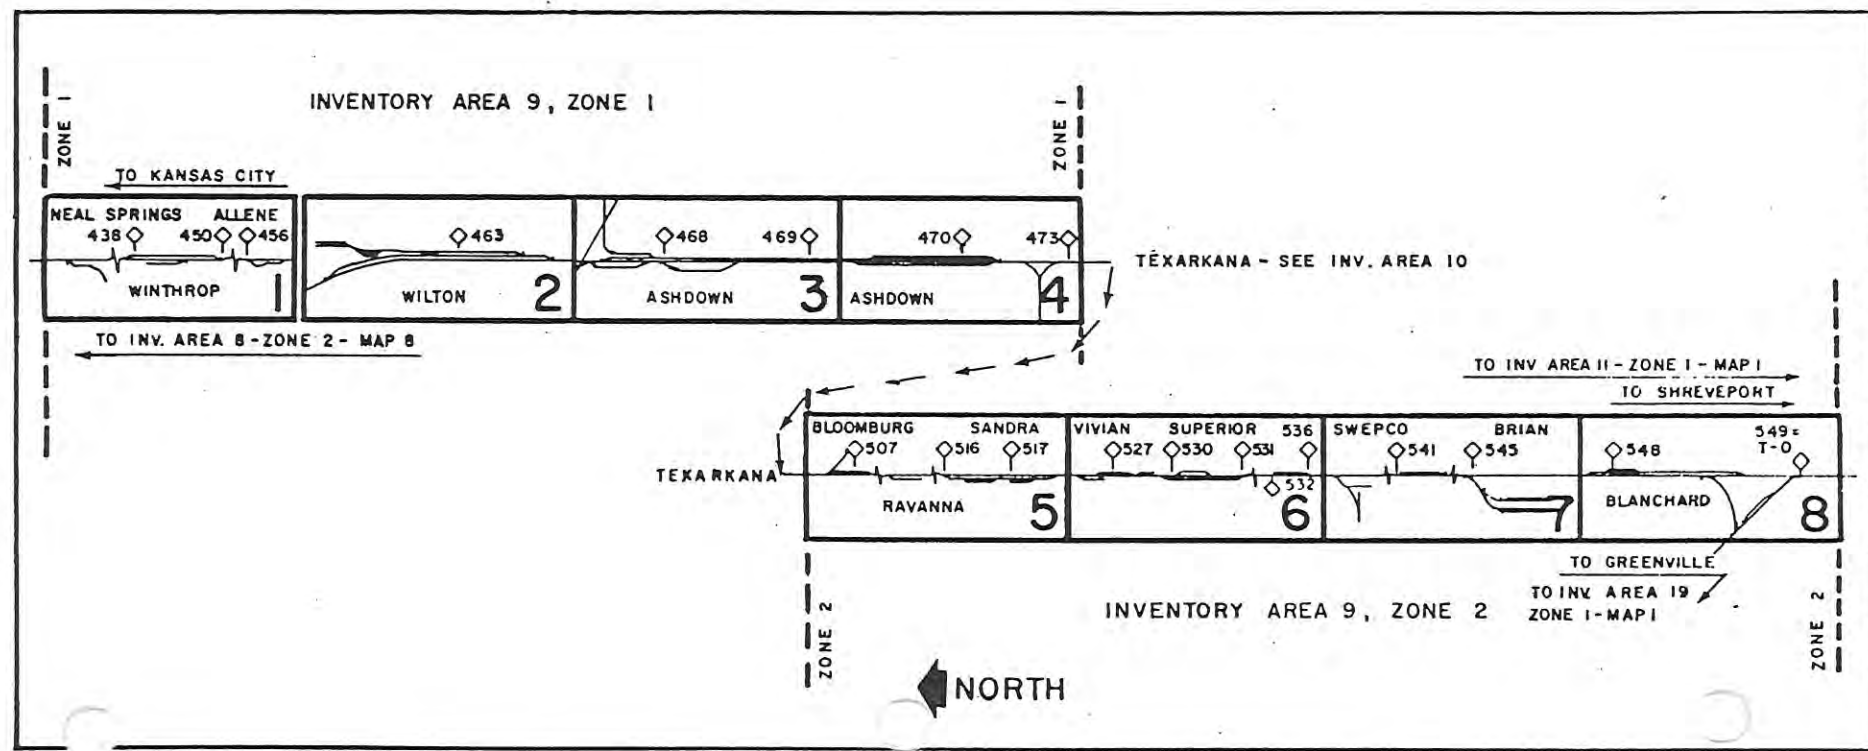 INVENTORY AREA 9, ZONE 1
ZONE 1
ZONE 1
TO KANSAS CITY
NEAL SPRINGS ALLENE
438 450 456
WINTHROP 1
463
WILTON 2
468 469
ASHDOWN 3
470 473
ASHDOWN 4
TEXARKANA - SEE INV. AREA 10
TO INV. AREA 8 - ZONE 2 - MAP 8
TO INV AREA 11 - ZONE 1 - MAP 1
TO SHREVEPORT
TEXARKANA
BLOOMBURG SANDRA
507 516 517
RAVANNA 5
VIVIAN SUPERIOR 536
527 530 531
532
6
SWEPCO BRIAN
541 545
7
549=
548 T-0
BLANCHARD 8
TO GREENVILLE
TO INV. AREA 19
ZONE 1 - MAP 1
INVENTORY AREA 9, ZONE 2
ZONE 2
ZONE 2
NORTH